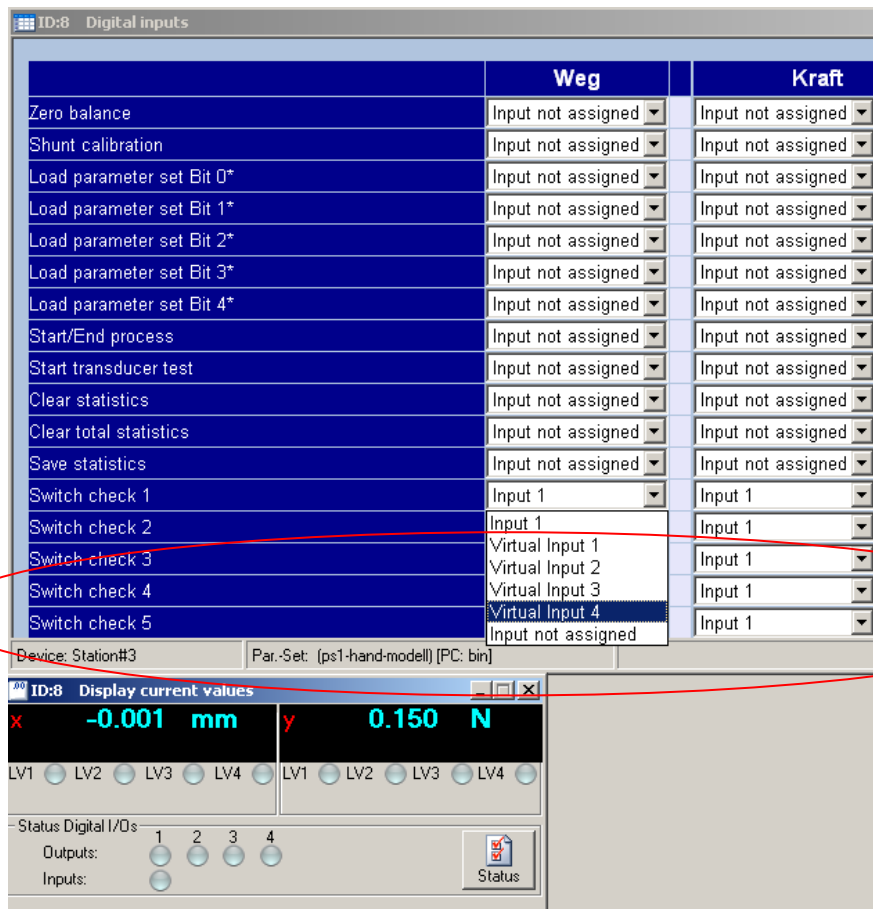 ID:8 Digital inputs
Weg Kraft
Zero balance Input not assigned Input not assigned
Shunt calibration Input not assigned Input not assigned
Load parameter set Bit 0* Input not assigned Input not assigned
Load parameter set Bit 1* Input not assigned Input not assigned
Load parameter set Bit 2* Input not assigned Input not assigned
Load parameter set Bit 3* Input not assigned Input not assigned
Load parameter set Bit 4* Input not assigned Input not assigned
Start/End process Input not assigned Input not assigned
Start transducer test Input not assigned Input not assigned
Clear statistics Input not assigned Input not assigned
Clear total statistics Input not assigned Input not assigned
Save statistics Input not assigned Input not assigned
Switch check 1 Input 1 Input 1
Switch check 2 Input 1 Input 1
Virtual Input 1
Switch check 3 Virtual Input 2 Input 1
Switch check 4 Virtual Input 3 Input 1
Virtual Input 4
Switch check 5 Input not assigned Input 1
Device: Station#3 Par.-Set: (ps1-hand-modell) [PC: bin]
.00 ID:8 Display current values
x -0.001 mm y 0.150 N
LV1 LV2 LV3 LV4 LV1 LV2 LV3 LV4
Status Digital I/Os
1 2 3 4
Outputs:
Inputs: Status